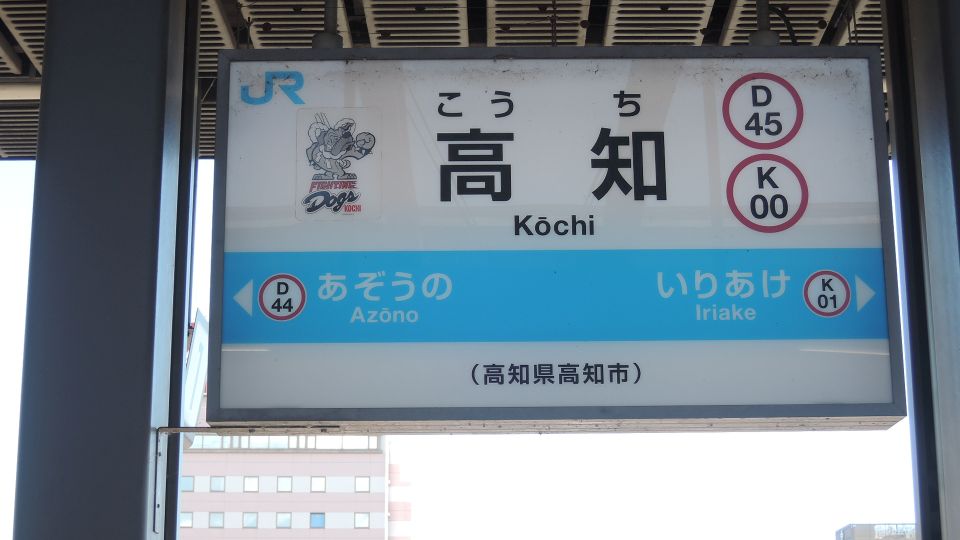 JR
FIGHTING
Dogs
KOCHI
こうち
高知
Kōchi
D
45
K
00
D
44
あぞうの
Azōno
いりあけ
Iriake
K
01
（高知県高知市）